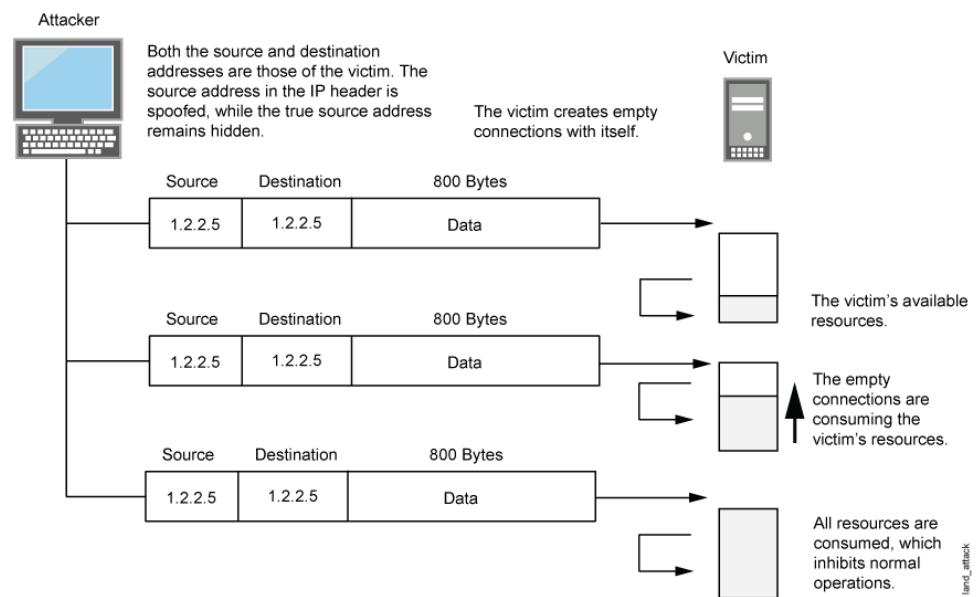 Attacker
Both the source and destination
addresses are those of the victim. The
source address in the IP header is
spoofed, while the true source address
remains hidden.
The victim creates empty
connections with itself.
Victim
Source Destination 800 Bytes
1.2.2.5 1.2.2.5 Data
The victim's available
resources.
Source Destination 800 Bytes
1.2.2.5 1.2.2.5 Data
The empty
connections are
consuming the
victim's resources.
Source Destination 800 Bytes
1.2.2.5 1.2.2.5 Data
All resources are
consumed, which
inhibits normal
operations.
land_attack